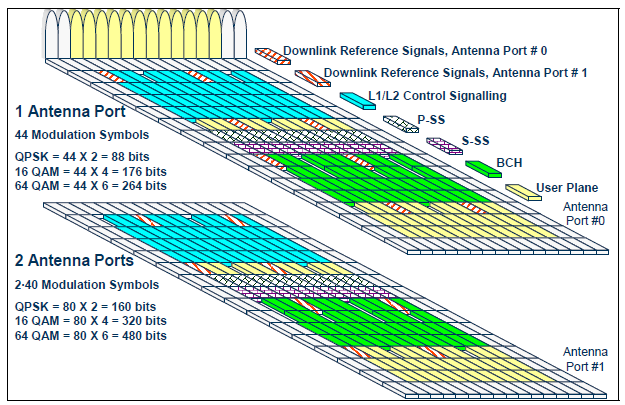 Downlink Reference Signals, Antenna Port # 0
Downlink Reference Signals, Antenna Port # 1
L1/L2 Control Signalling
P-SS
S-SS
BCH
User Plane
Antenna
Port #0
1 Antenna Port
44 Modulation Symbols
QPSK = 44 X 2 = 88 bits
16 QAM = 44 X 4 = 176 bits
64 QAM = 44 X 6 = 264 bits
2 Antenna Ports
2-40 Modulation Symbols
QPSK = 80 X 2 = 160 bits
16 QAM = 80 X 4 = 320 bits
64 QAM = 80 X 6 = 480 bits
Antenna
Port #1